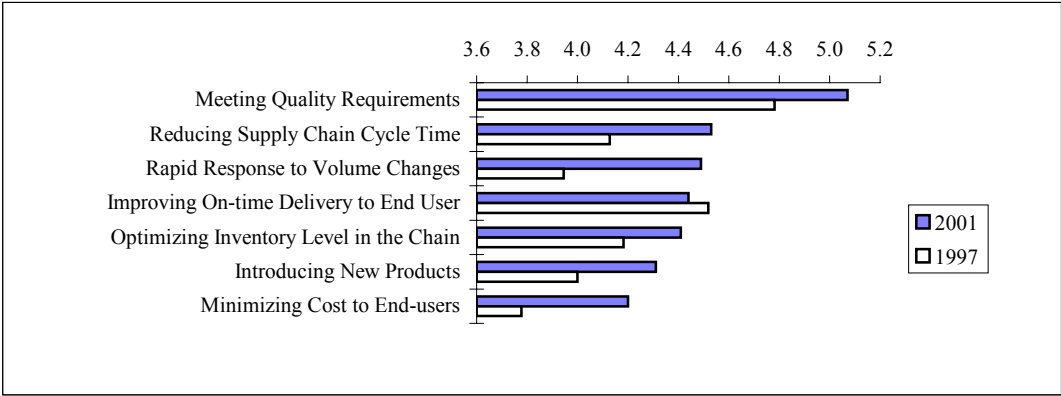 3.6 3.8 4.0 4.2 4.4 4.6 4.8 5.0 5.2
Meeting Quality Requirements
Reducing Supply Chain Cycle Time
Rapid Response to Volume Changes
Improving On-time Delivery to End User
Optimizing Inventory Level in the Chain
Introducing New Products
Minimizing Cost to End-users
2001
1997